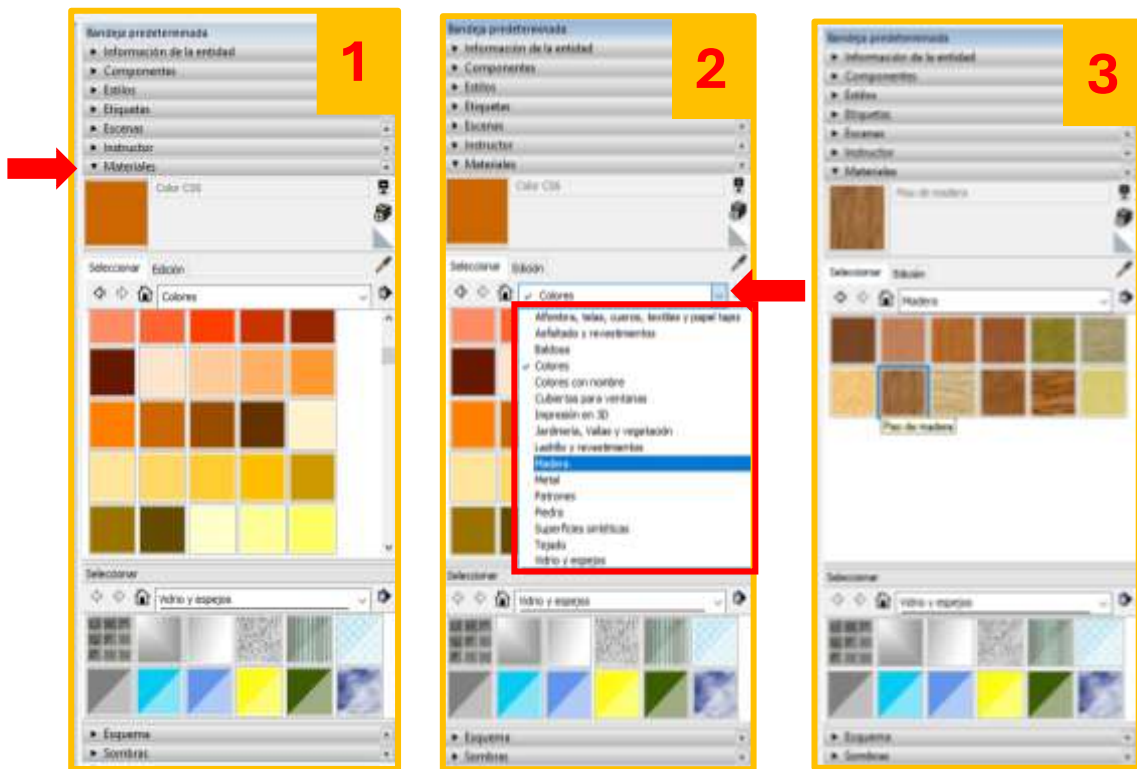 1
Bandeja predeterminada
Información de la entidad
Componentes
Estilos
Etiquetas
Escenas
Instructor
Materiales
Color C08
Seleccionar Edición
Colores
Seleccionar
Vidrio y espejos
Esquema
Sombras
2
Bandeja predeterminada
Información de la entidad
Componentes
Estilos
Etiquetas
Escenas
Instructor
Materiales
Color C08
Seleccionar Edición
Colores
Alfombra, telas, cueros, textiles y papel tapiz
Asfaltado y revestimientos
Baldosa
Colores
Colores con nombre
Cubiertas para ventanas
Impresión en 3D
Jardinería, Vallas y vegetación
Ladrillo y revestimientos
Madera
Metal
Patrones
Piedra
Superficies sintéticas
Tejado
Vidrio y espejos
Seleccionar
Vidrio y espejos
Esquema
Sombras
3
Bandeja predeterminada
Información de la entidad
Componentes
Estilos
Etiquetas
Escenas
Instructor
Materiales
Piso de madera
Seleccionar Edición
Madera
Piso de madera
Seleccionar
Vidrio y espejos
Esquema
Sombras